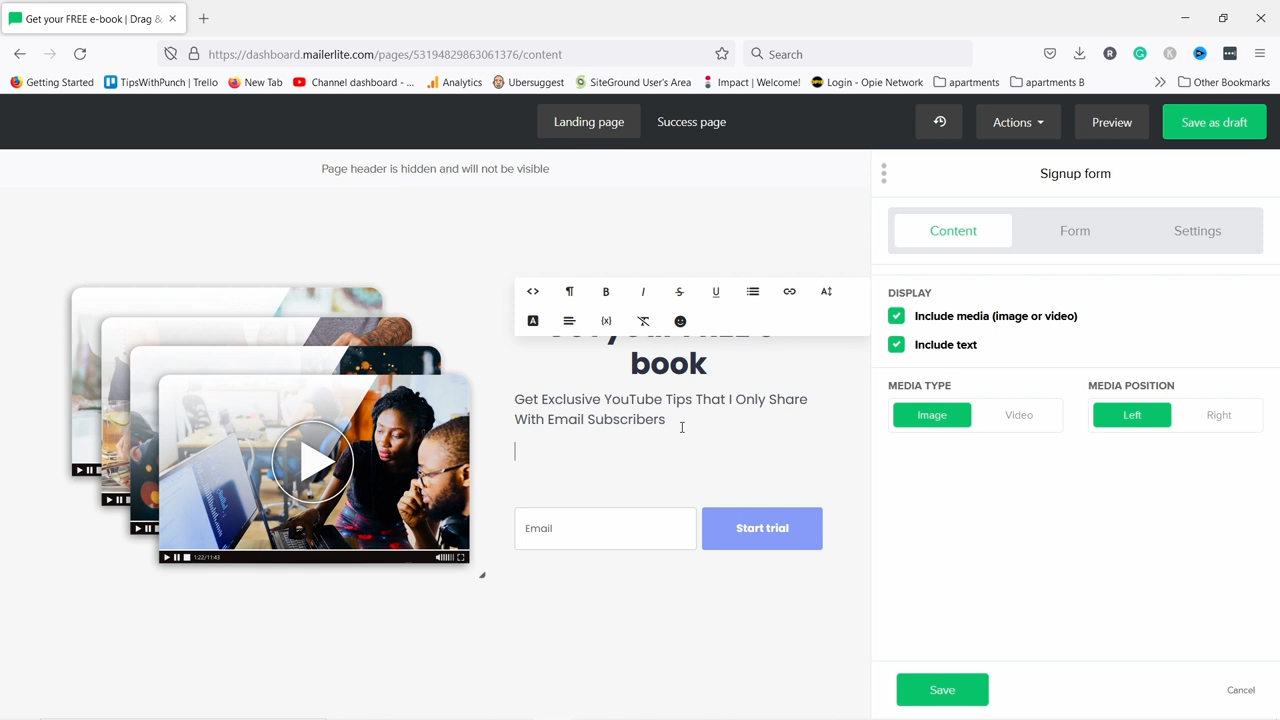 Get your FREE e-book | Drag &
https://dashboard.mailerlite.com/pages/53194829863061376/content
Search
Getting Started
TipsWithPunch | Trello
New Tab
Channel dashboard - ...
Analytics
Ubersuggest
SiteGround User's Area
Impact | Welcome!
Login - Opie Network
apartments
apartments B
Other Bookmarks
Landing page
Success page
Actions
Preview
Save as draft
Page header is hidden and will not be visible
Signup form
Content
Form
Settings
DISPLAY
Include media (image or video)
Include text
MEDIA TYPE
MEDIA POSITION
Image
Video
Left
Right
book
Get Exclusive YouTube Tips That I Only Share
With Email Subscribers
Email
Start trial
1:22/11:43
Save
Cancel